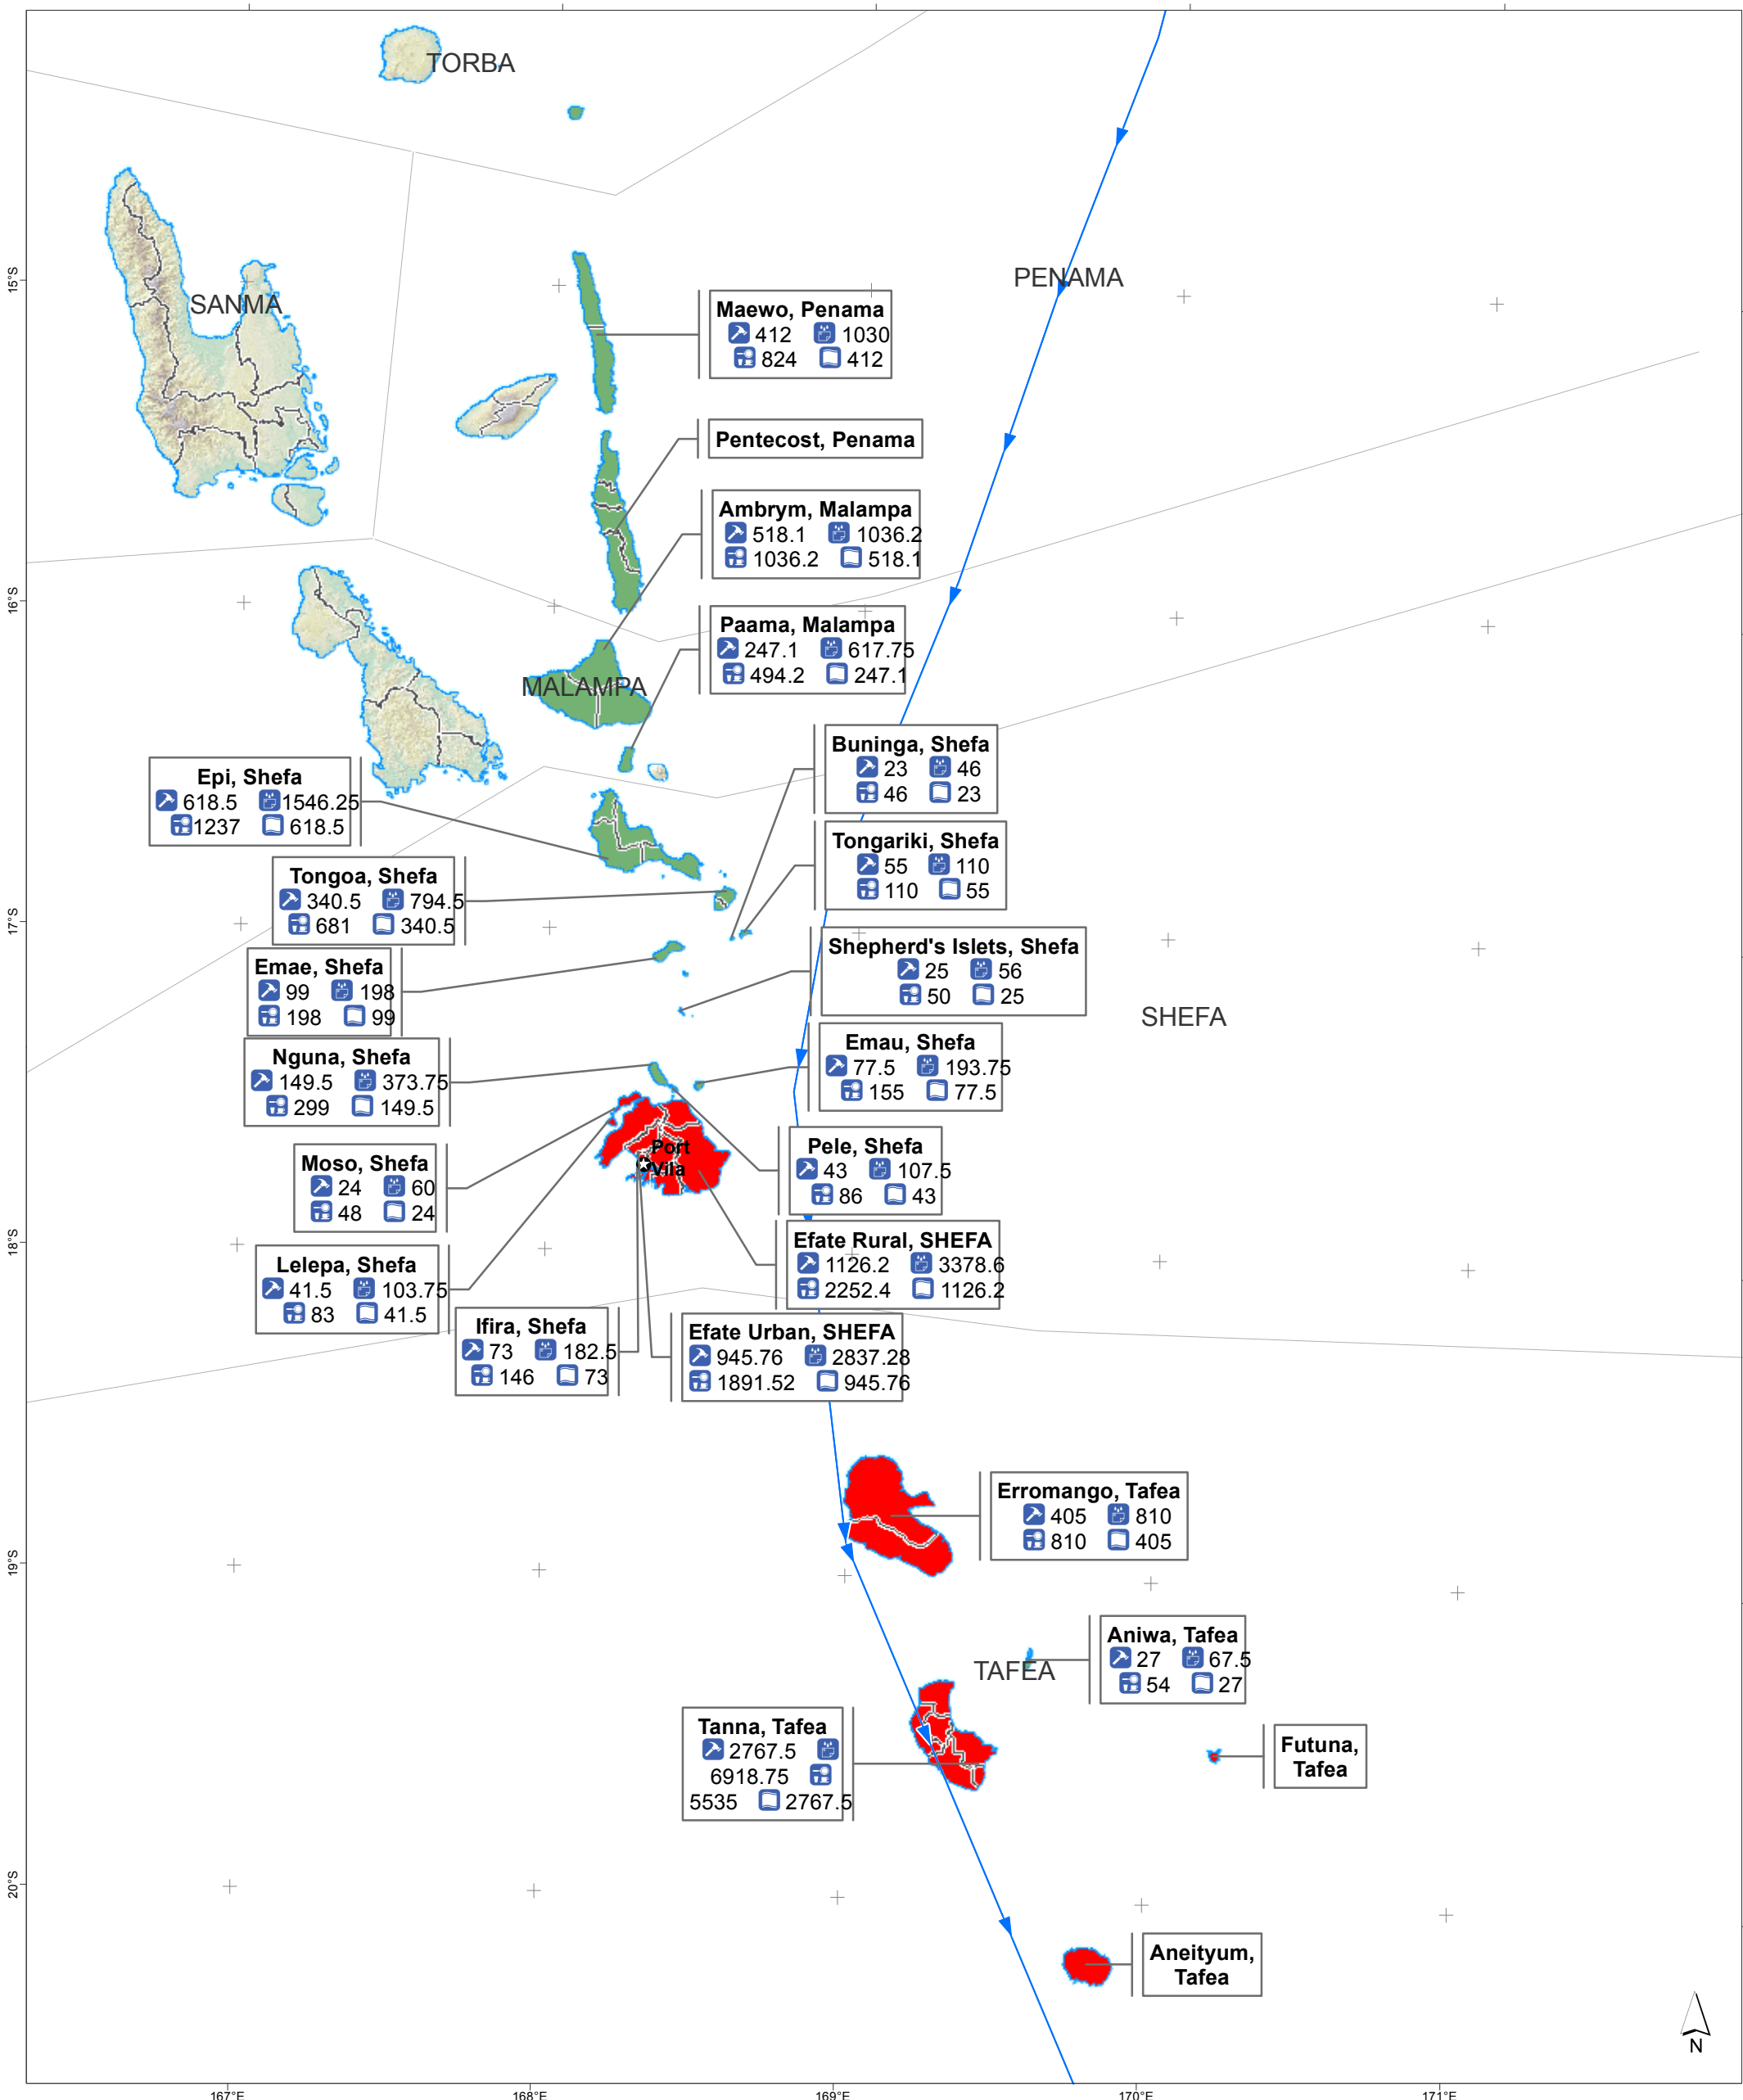 TORBA
PENAMA
SANMA
Maewo, Penama
412 1030
824 412
Pentecost, Penama
Ambrym, Malampa
518.1 1036.2
1036.2 518.1
Paama, Malampa
247.1 617.75
494.2 247.1
MALAMPA
Buninga, Shefa
23 46
46 23
Epi, Shefa
618.5 1546.25
1237 618.5
Tongariki, Shefa
55 110
110 55
Tongoa, Shefa
340.5 794.5
681 340.5
Shepherd's Islets, Shefa
25 56
50 25
Emae, Shefa
99 198
198 99
SHEFA
Emau, Shefa
77.5 193.75
155 77.5
Nguna, Shefa
149.5 373.75
299 149.5
Port
Vila
Pele, Shefa
43 107.5
86 43
Moso, Shefa
24 60
48 24
Efate Rural, SHEFA
1126.2 3378.6
2252.4 1126.2
Lelepa, Shefa
41.5 103.75
83 41.5
Ifira, Shefa
73 182.5
146 73
Efate Urban, SHEFA
945.76 2837.28
1891.52 945.76
Erromango, Tafea
405 810
810 405
Aniwa, Tafea
27 67.5
54 27
TAFEA
Tanna, Tafea
2767.5
6918.75
5535 2767.5
Futuna,
Tafea
Aneityum,
Tafea
N
15°S
16°S
17°S
18°S
19°S
20°S
167°E 168°E 169°E 170°E 171°E